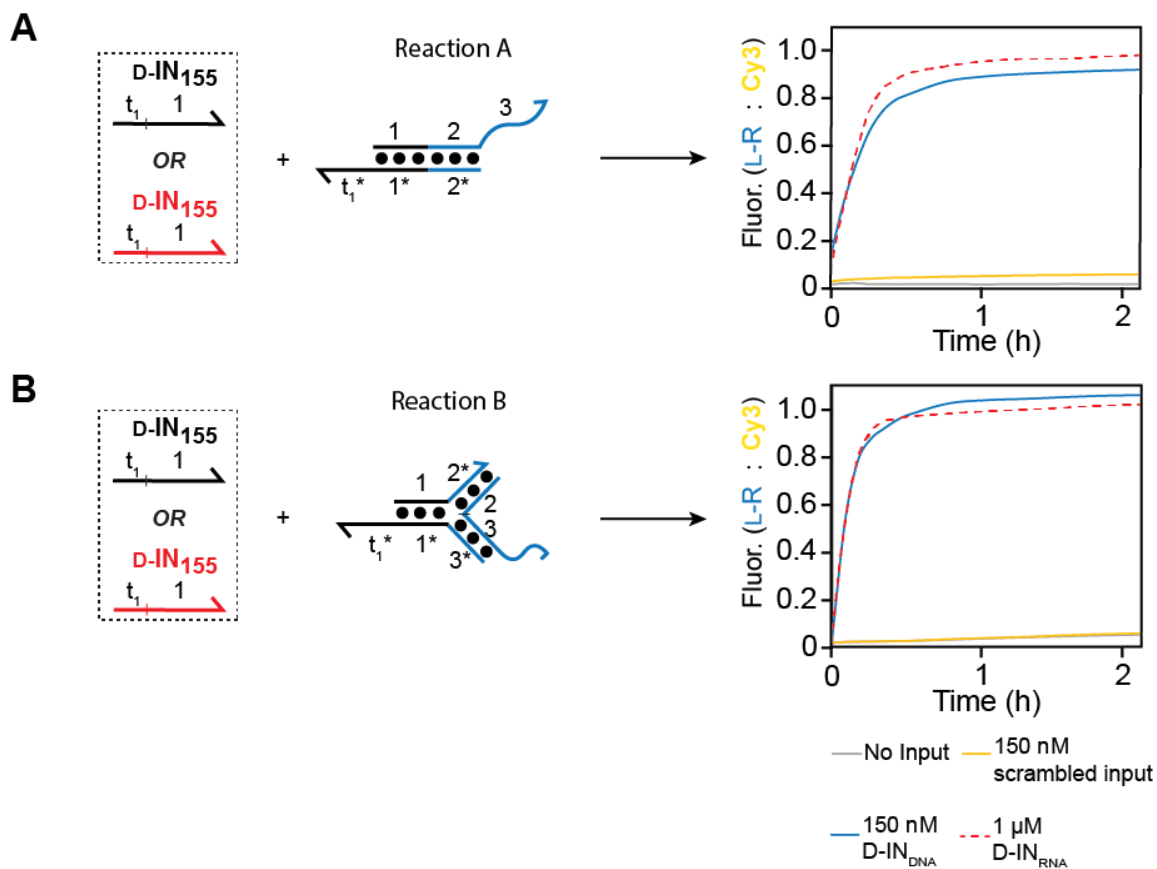 A
Reaction A
D-IN155
t1 1
OR
D-IN155
t1 1
+
1 2 3
t1* 1* 2*
Fluor. (L-R : Cy3)
1.0
0.8
0.6
0.4
0.2
0
0 1 2
Time (h)
B
Reaction B
D-IN155
t1 1
OR
D-IN155
t1 1
+
1 2*
2
3
t1* 1* 3*
Fluor. (L-R : Cy3)
1.0
0.8
0.6
0.4
0.2
0
0 1 2
Time (h)
No Input
150 nM
scrambled input
150 nM
D-INDNA
1 µM
D-INRNA